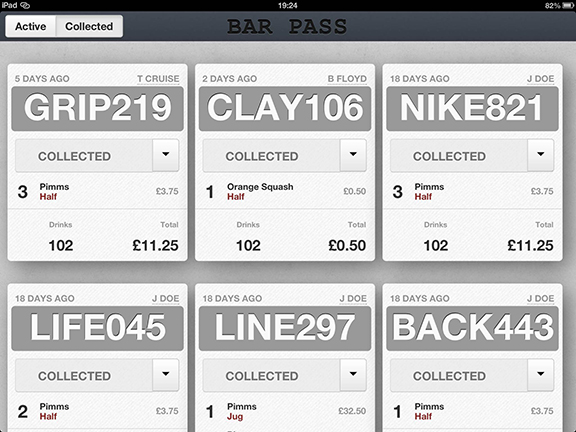 iPad 19:24 82%
Active Collected BAR PASS
5 DAYS AGO T CRUISE
GRIP219
COLLECTED
3 Pimms £3.75
Half
Drinks Total
102 £11.25
2 DAYS AGO B FLOYD
CLAY106
COLLECTED
1 Orange Squash £0.50
Half
Drinks Total
102 £0.50
18 DAYS AGO J DOE
NIKE821
COLLECTED
3 Pimms £3.75
Half
Drinks Total
102 £11.25
18 DAYS AGO J DOE
LIFE045
COLLECTED
2 Pimms £3.75
Half
18 DAYS AGO J DOE
LINE297
COLLECTED
1 Pimms £32.50
Jug
18 DAYS AGO J DOE
BACK443
COLLECTED
1 Pimms £3.75
Half